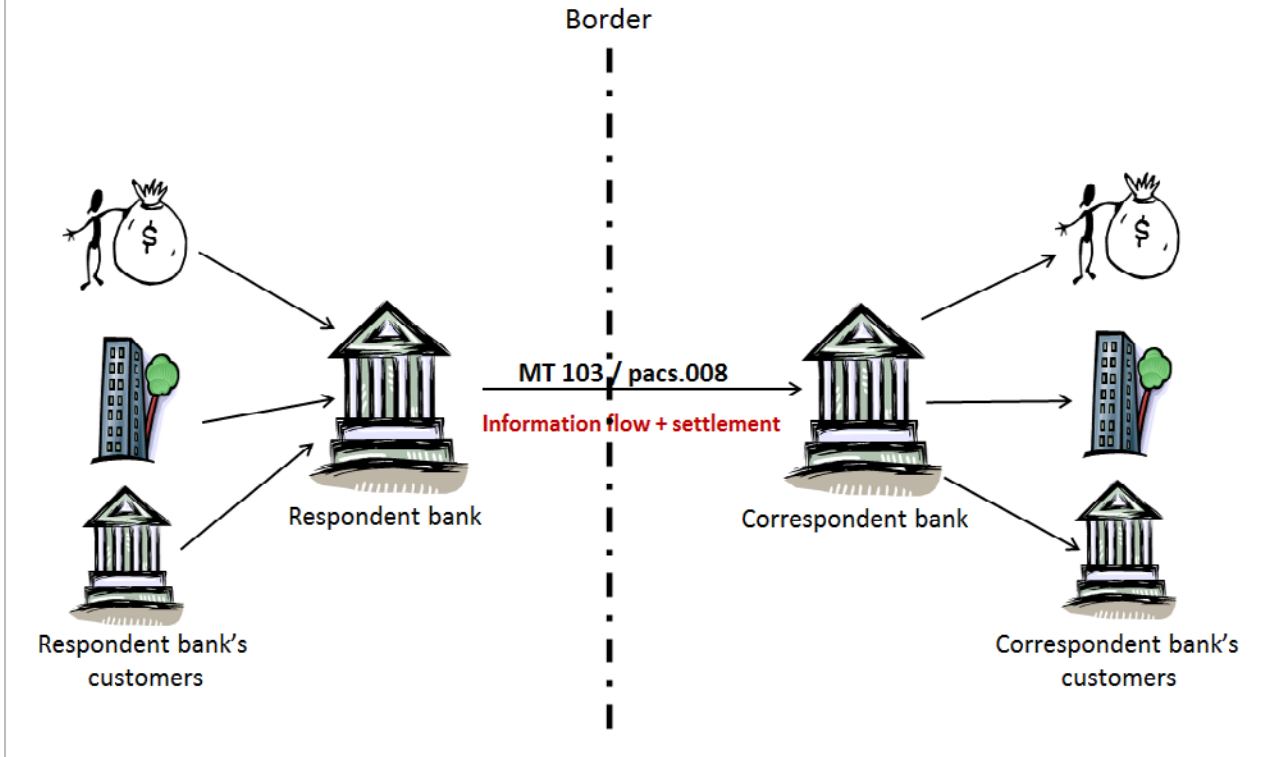 Border
$
$
MT 103 / pacs.008
Information flow + settlement
Respondent bank
Correspondent bank
Respondent bank’s
customers
Correspondent bank’s
customers